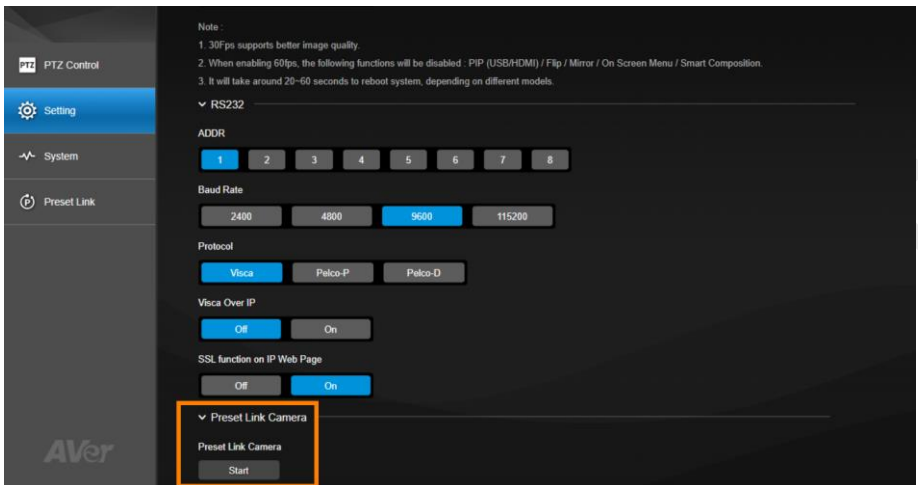 Note :
1. 30Fps supports better image quality.
PTZ PTZ Control
2. When enabling 60fps, the following functions will be disabled : PIP (USB/HDMI) / Flip / Mirror / On Screen Menu / Smart Composition.
3. It will take around 20~60 seconds to reboot system, depending on different models.
Setting
RS232
ADDR
System
1 2 3 4 5 6 7 8
Baud Rate
P Preset Link
2400 4800 9600 115200
Protocol
Visca Pelco-P Pelco-D
Visca Over IP
Off On
SSL function on IP Web Page
Off On
Preset Link Camera
Preset Link Camera
AVer
Start